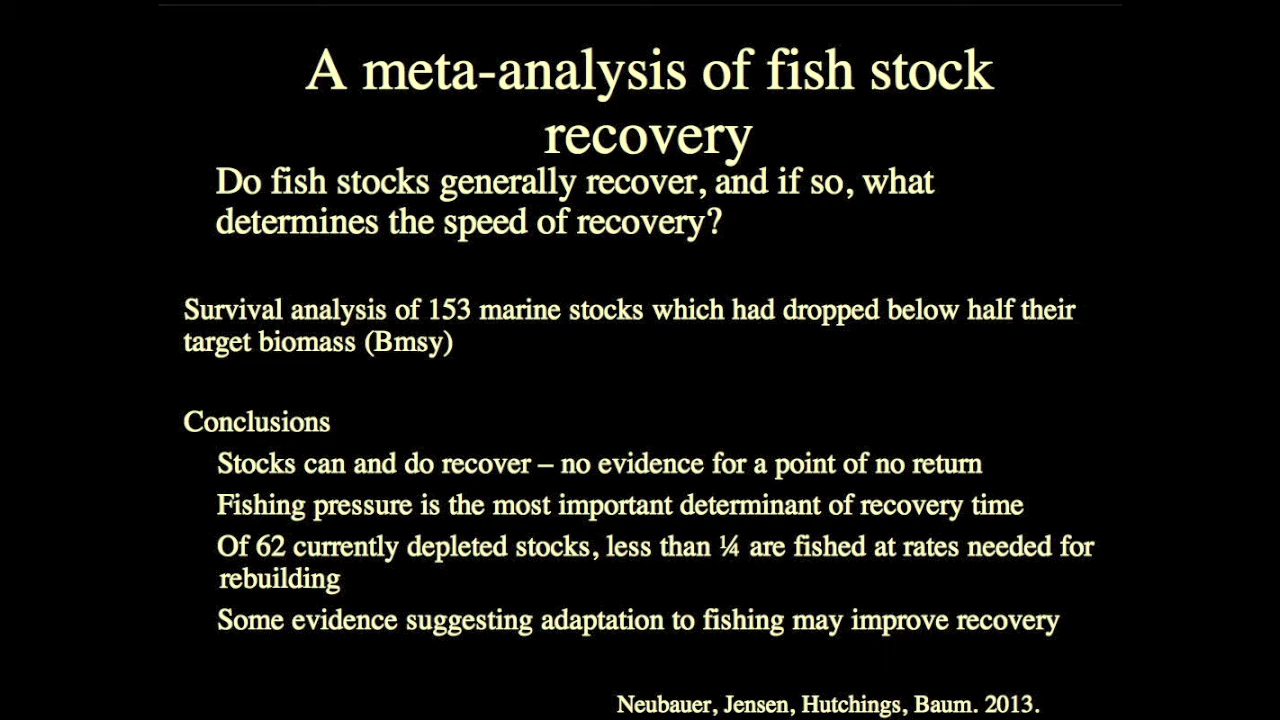 A meta-analysis of fish stock
recovery
Do fish stocks generally recover, and if so, what
determines the speed of recovery?
Survival analysis of 153 marine stocks which had dropped below half their
target biomass (Bmsy)
Conclusions
Stocks can and do recover – no evidence for a point of no return
Fishing pressure is the most important determinant of recovery time
Of 62 currently depleted stocks, less than ¼ are fished at rates needed for
rebuilding
Some evidence suggesting adaptation to fishing may improve recovery
Neubauer, Jensen, Hutchings, Baum. 2013.